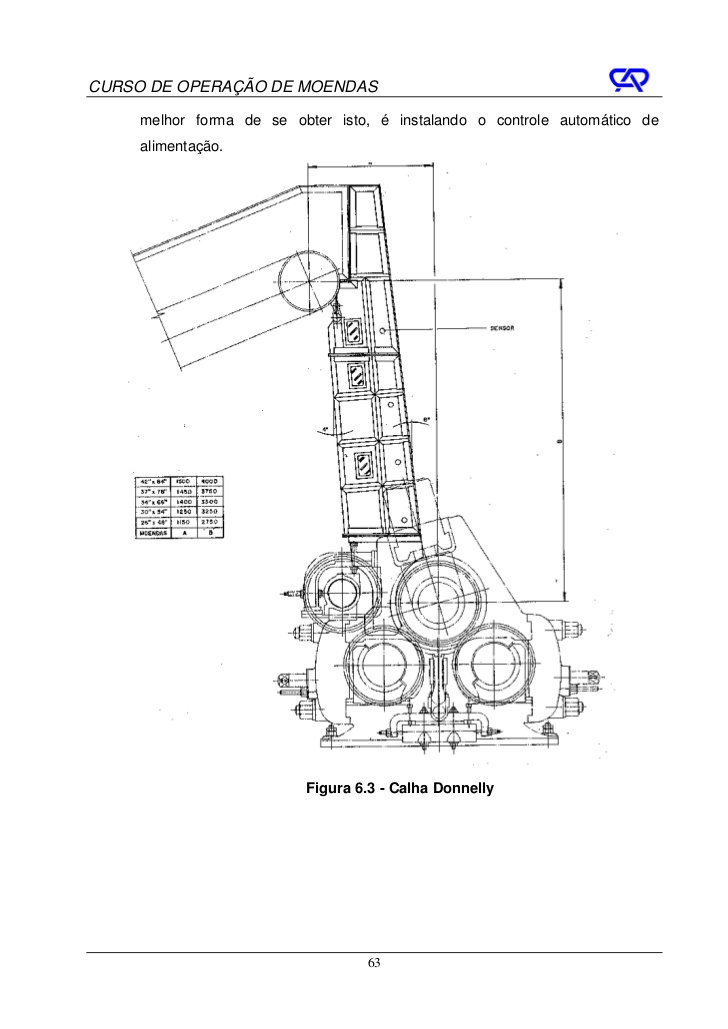 CURSO DE OPERAÇÃO DE MOENDAS
melhor forma de se obter isto, é instalando o controle automático de
alimentação.
SENSOR
6°
42"x 84" 1500 4000
37"x 78" 1450 3760
34"x 66" 1400 3500
30"x 54" 1250 3250
26"x 48" 1150 2750
MOENDAS A B
B
Figura 6.3 - Calha Donnelly
63